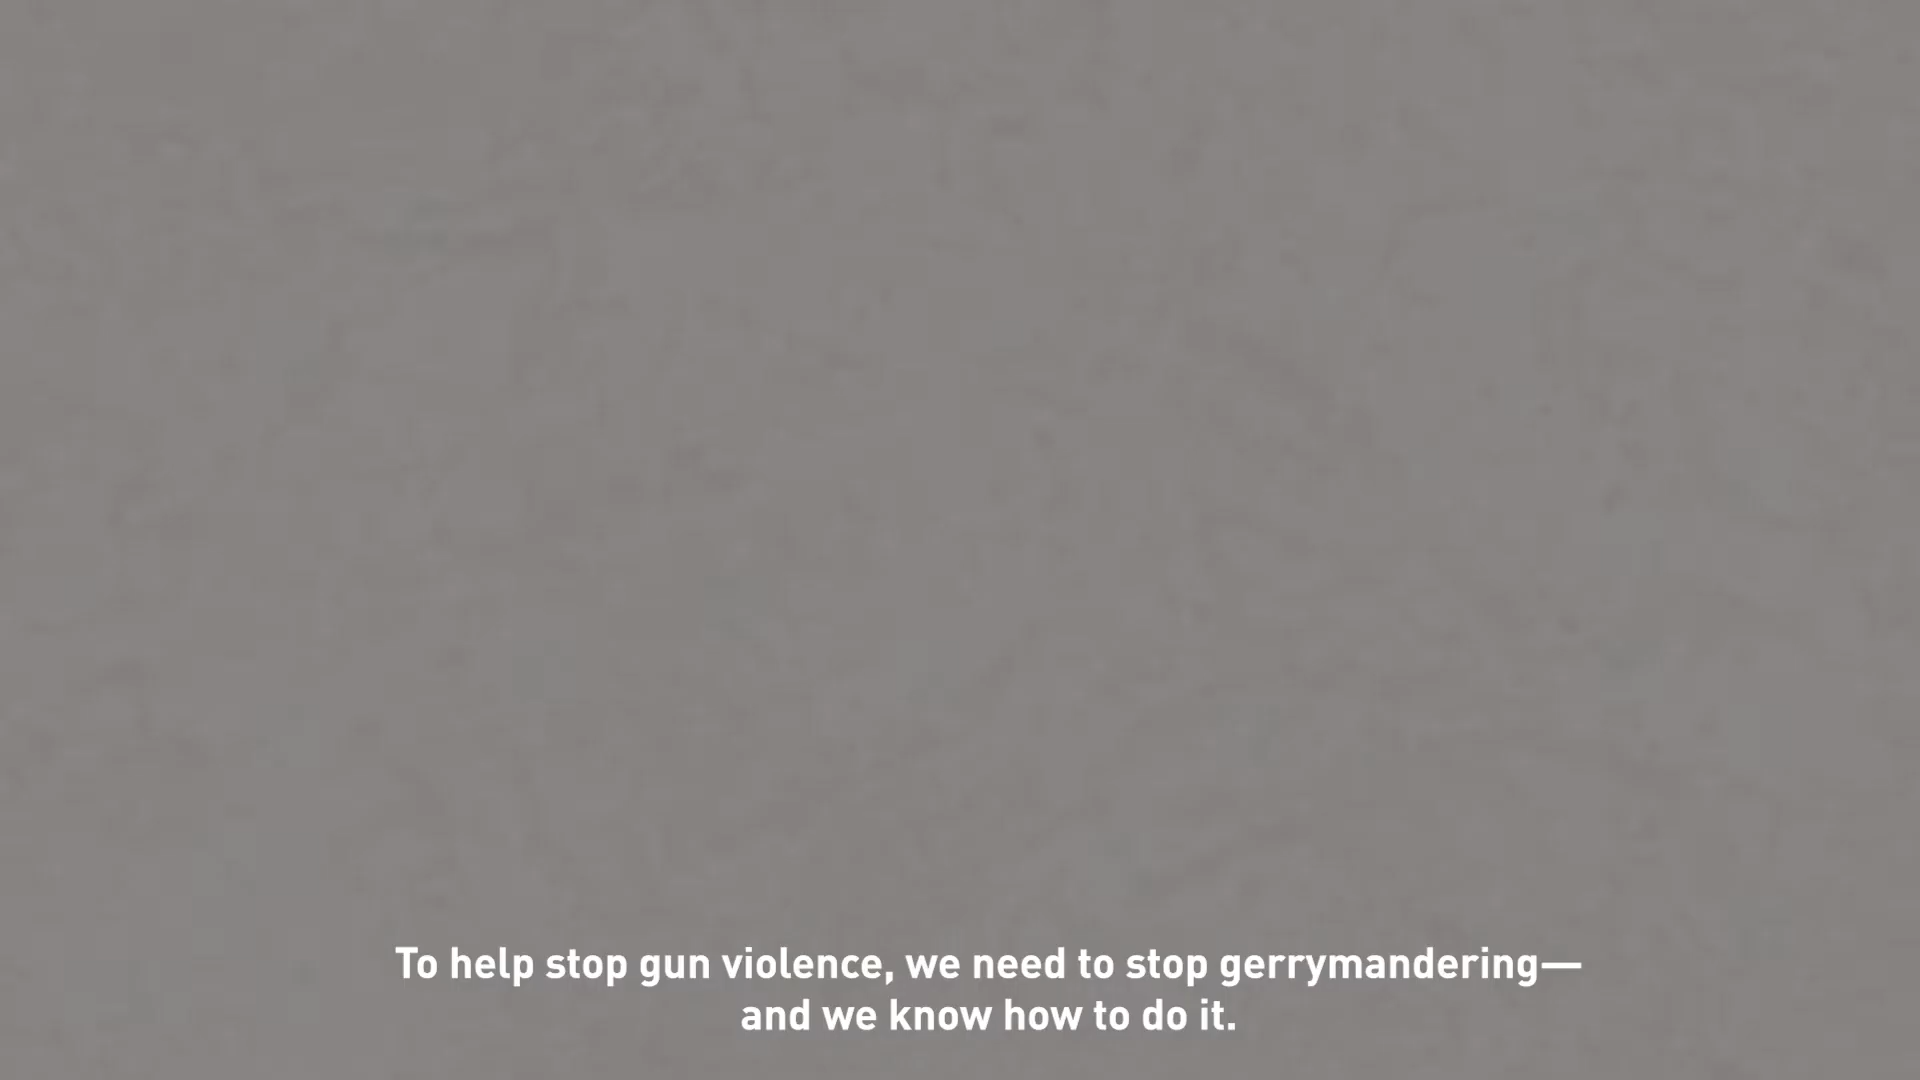 To help stop gun violence, we need to stop gerrymandering—
and we know how to do it.